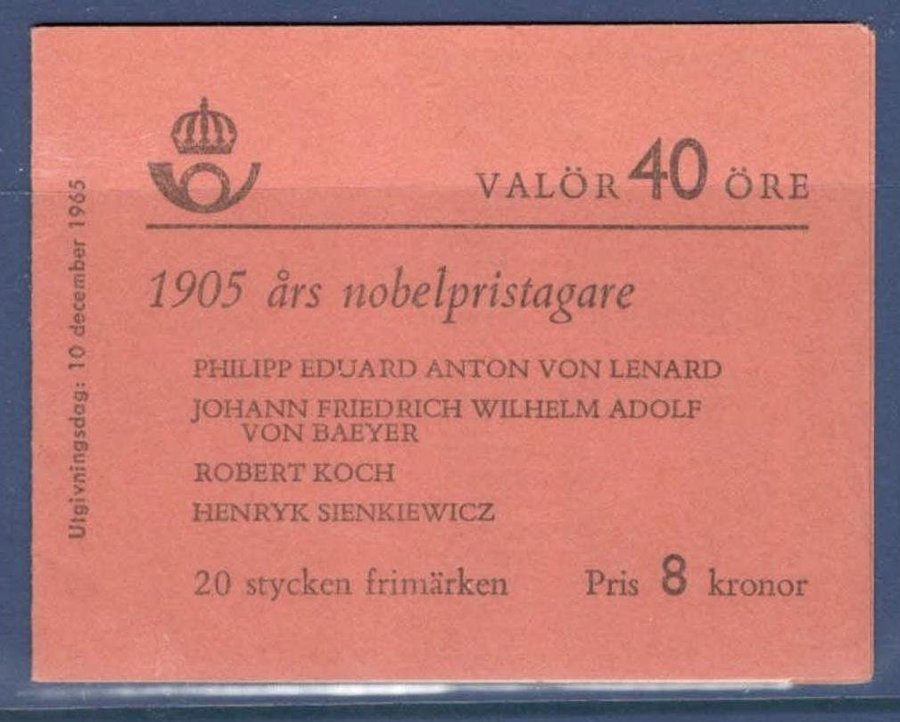 VALÖR 40 ÖRE
1905 års nobelpristagare
PHILIPP EDUARD ANTON VON LENARD
JOHANN FRIEDRICH WILHELM ADOLF
VON BAEYER
ROBERT KOCH
HENRYK SIENKIEWICZ
20 stycken frimärken Pris 8 kronor
Utgivningsdag: 10 december 1965